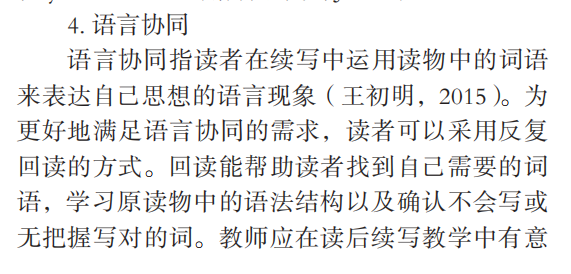 4. 语言协同
语言协同指读者在续写中运用读物中的词语
来表达自己思想的语言现象（王初明，2015）。为
更好地满足语言协同的需求，读者可以采用反复
回读的方式。回读能帮助读者找到自己需要的词
语，学习原读物中的语法结构以及确认不会写或
无把握写对的词。教师应在读后续写教学中有意